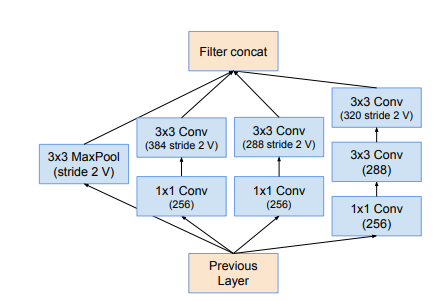 Filter concat
3x3 MaxPool
(stride 2 V)
3x3 Conv
(384 stride 2 V)
1x1 Conv
(256)
3x3 Conv
(288 stride 2 V)
1x1 Conv
(256)
3x3 Conv
(320 stride 2 V)
3x3 Conv
(288)
1x1 Conv
(256)
Previous
Layer